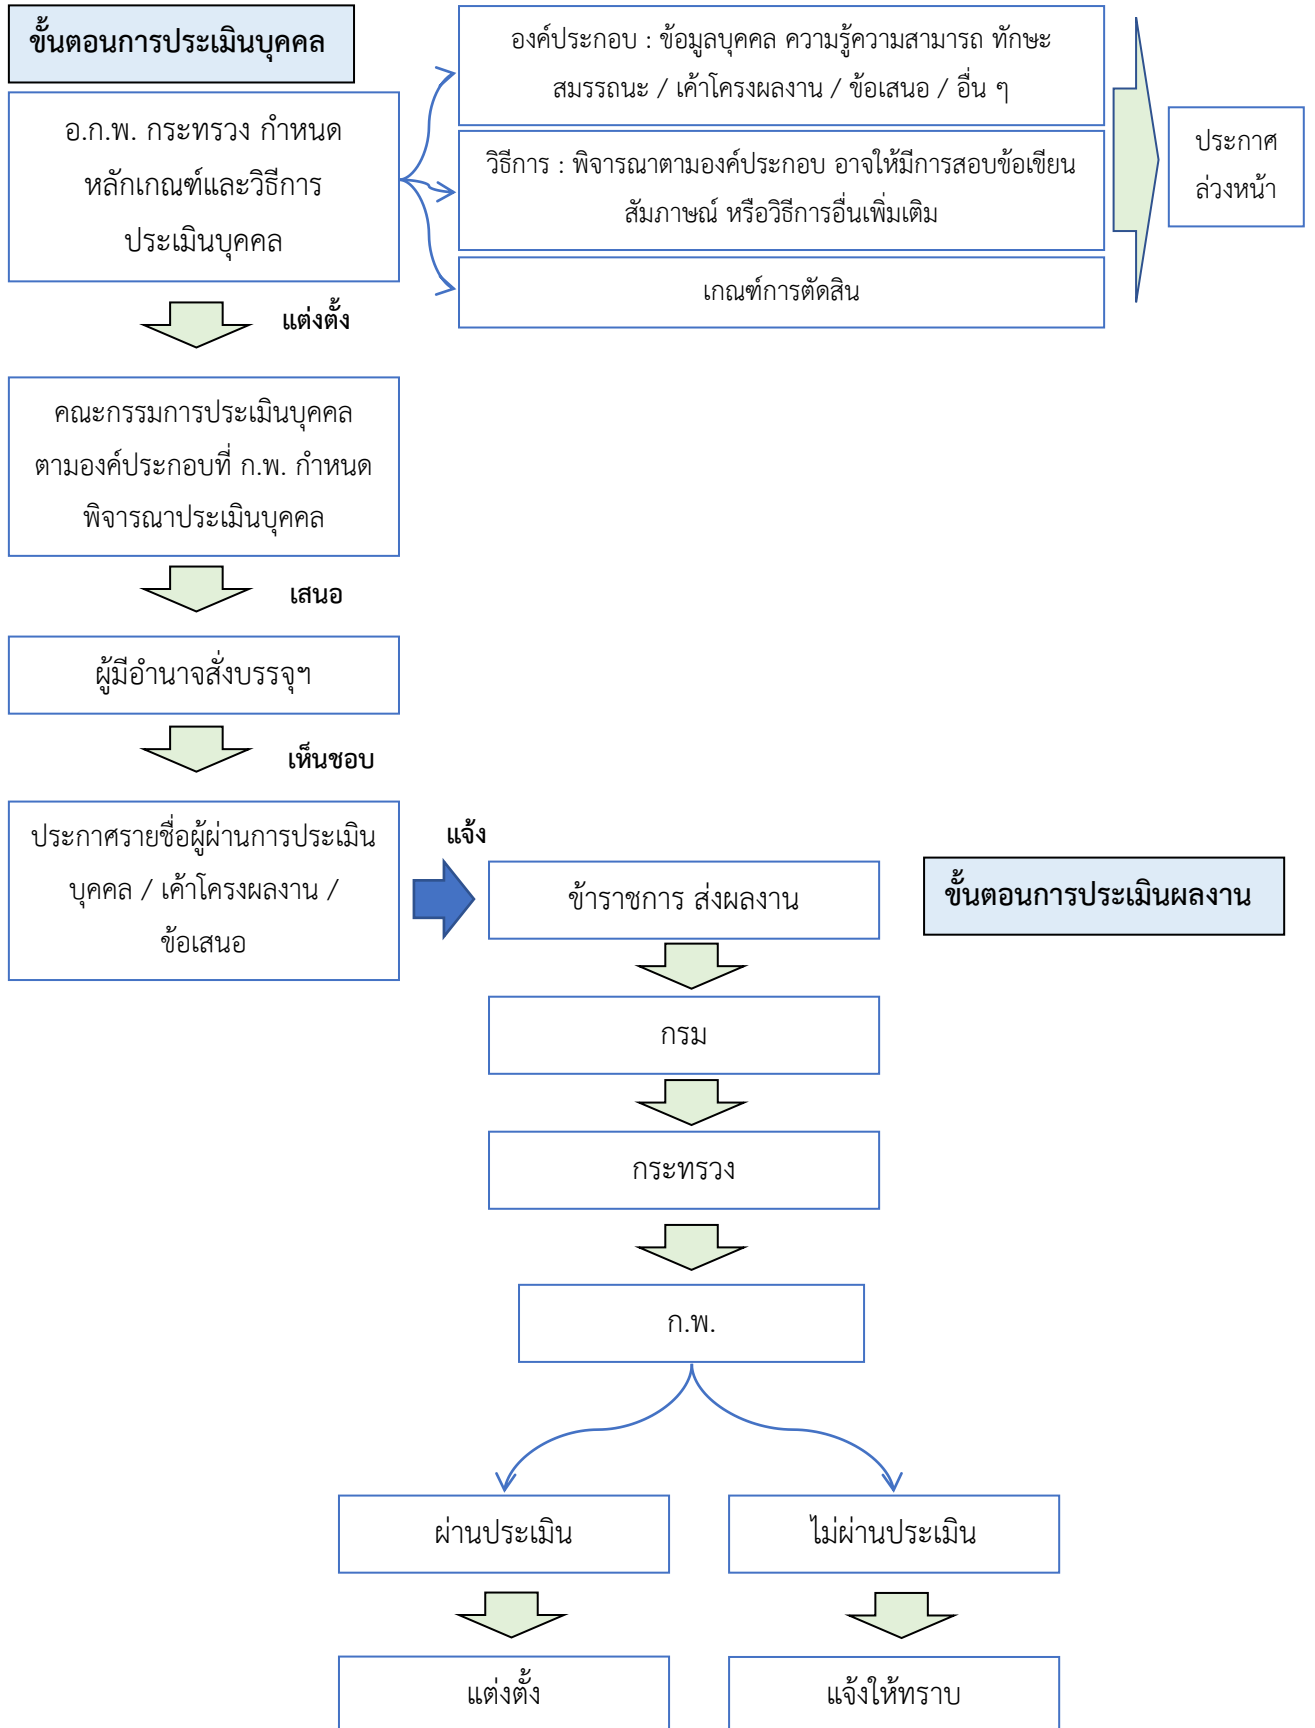 ขั้นตอนการประเมินบุคคล
อ.ก.พ. กระทรวง กำหนด
หลักเกณฑ์และวิธีการ
ประเมินบุคคล
องค์ประกอบ : ข้อมูลบุคคล ความรู้ความสามารถ ทักษะ
สมรรถนะ / เค้าโครงผลงาน / ข้อเสนอ / อื่น ๆ
วิธีการ : พิจารณาตามองค์ประกอบ อาจให้มีการสอบข้อเขียน
สัมภาษณ์ หรือวิธีการอื่นเพิ่มเติม
เกณฑ์การตัดสิน
ประกาศ
ล่วงหน้า
แต่งตั้ง
คณะกรรมการประเมินบุคคล
ตามองค์ประกอบที่ ก.พ. กำหนด
พิจารณาประเมินบุคคล
เสนอ
ผู้มีอำนาจสั่งบรรจุฯ
เห็นชอบ
ประกาศรายชื่อผู้ผ่านการประเมิน
บุคคล / เค้าโครงผลงาน /
ข้อเสนอ
แจ้ง
ข้าราชการ ส่งผลงาน
ขั้นตอนการประเมินผลงาน
กรม
กระทรวง
ก.พ.
ผ่านประเมิน
ไม่ผ่านประเมิน
แต่งตั้ง
แจ้งให้ทราบ